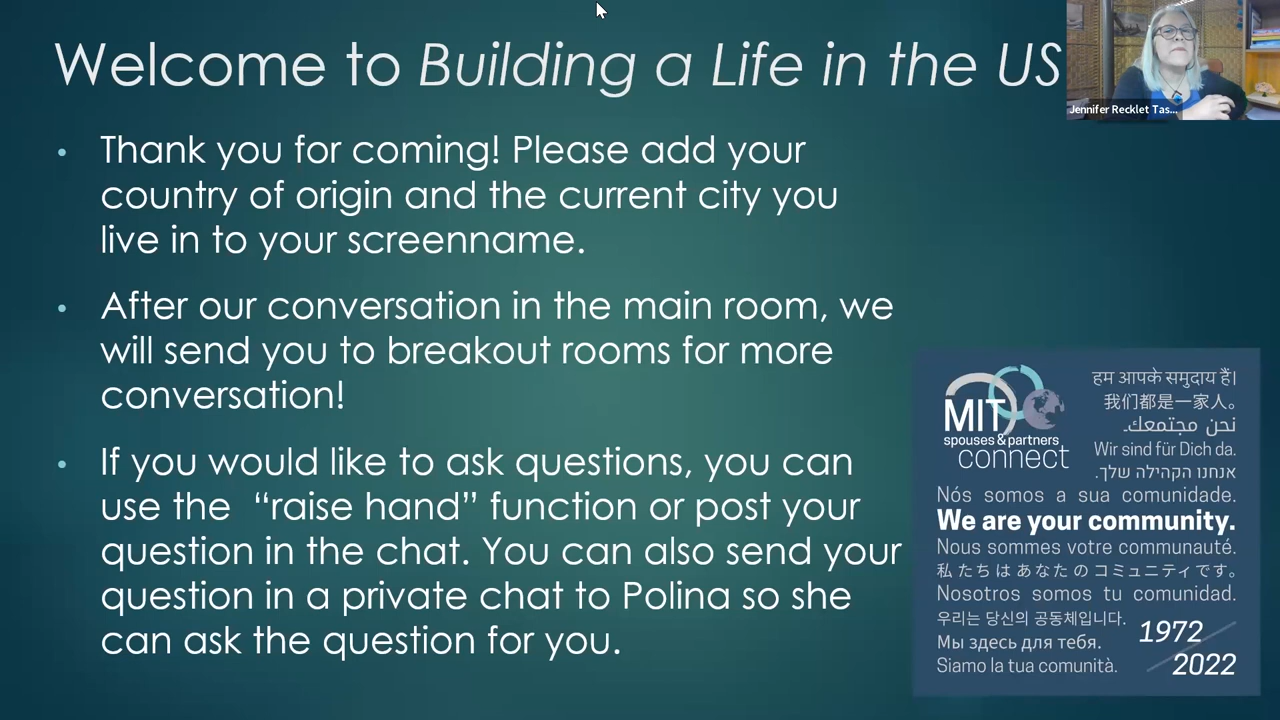 Welcome to Building a Life in the US
Jennifer Recklet Tas...
• Thank you for coming! Please add your
country of origin and the current city you
live in to your screenname.
• After our conversation in the main room, we
will send you to breakout rooms for more
conversation!
• If you would like to ask questions, you can
use the “raise hand” function or post your
question in the chat. You can also send your
question in a private chat to Polina so she
can ask the question for you.
MIT
spouses & partners
connect
हम आपके समुदाय हैं।
我们都是一家人。
نحن مجتمعك.
Wir sind für Dich da.
אנחנו הקהילה שלך.
Nós somos a sua comunidade.
We are your community.
Nous sommes votre communauté.
私たちはあなたのコミュニティです。
Nosotros somos tu comunidad.
우리는 당신의 공동체입니다.
Мы здесь для тебя.
Siamo la tua comunità.
1972
2022